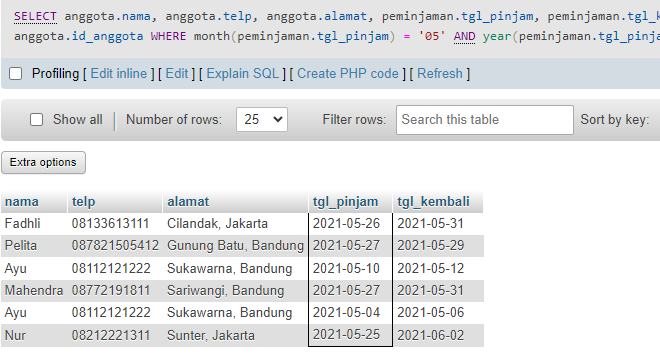 SELECT anggota.nama, anggota.telp, anggota.alamat, peminjaman.tgl_pinjam, peminjaman.tgl_k
anggota.id_anggota WHERE month(peminjaman.tgl_pinjam) = '05' AND year(peminjaman.tgl_pinja
Profiling [ Edit inline ] [ Edit ] [ Explain SQL ] [ Create PHP code ] [ Refresh ]
Show all Number of rows: 25 Filter rows: Search this table Sort by key:
Extra options
nama telp alamat tgl_pinjam tgl_kembali
Fadhli 08133613111 Cilandak, Jakarta 2021-05-26 2021-05-31
Pelita 087821505412 Gunung Batu, Bandung 2021-05-27 2021-05-29
Ayu 08112121222 Sukawarna, Bandung 2021-05-10 2021-05-12
Mahendra 08772191811 Sariwangi, Bandung 2021-05-27 2021-05-31
Ayu 08112121222 Sukawarna, Bandung 2021-05-04 2021-05-06
Nur 08212221311 Sunter, Jakarta 2021-05-25 2021-06-02